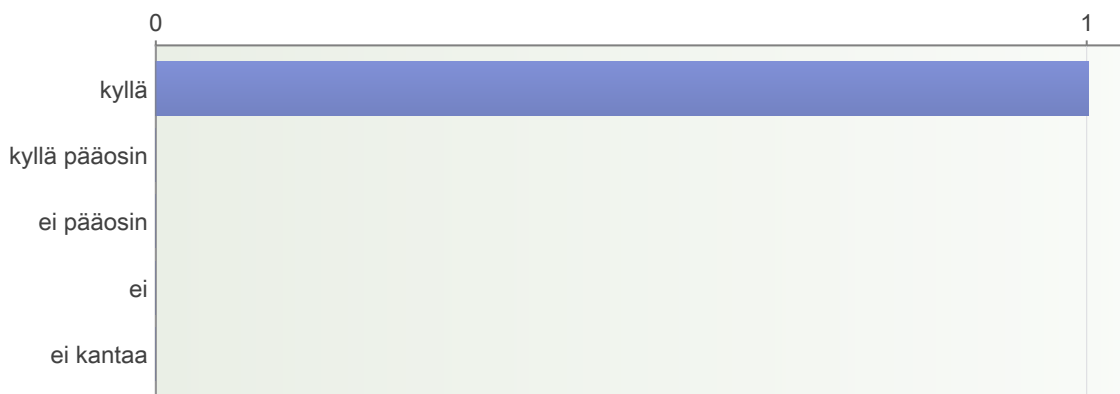 0 1
kyllä
kyllä pääosin
ei pääosin
ei
ei kantaa